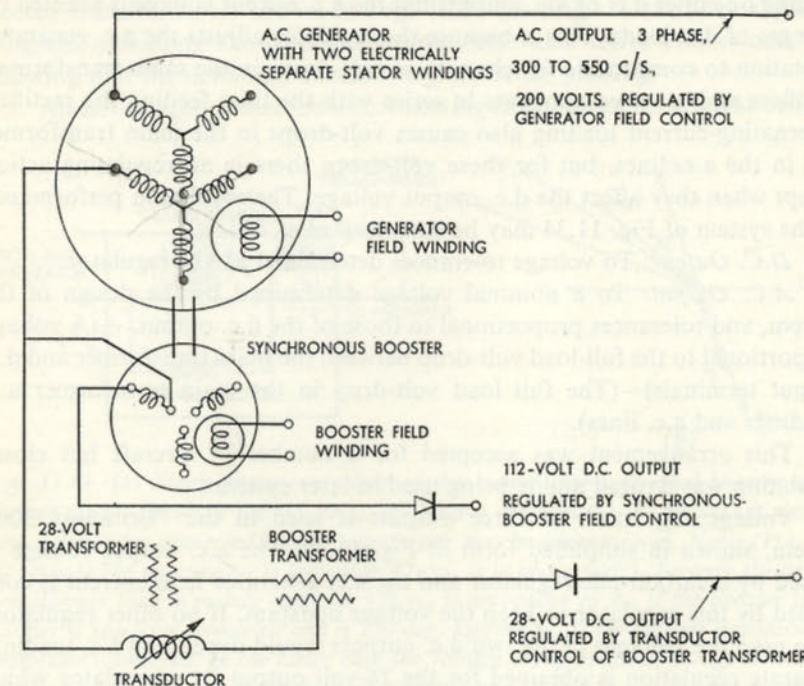 A.C. GENERATOR
WITH TWO ELECTRICALLY
SEPARATE STATOR WINDINGS
A.C. OUTPUT, 3 PHASE,
300 TO 550 C/S,
200 VOLTS. REGULATED BY
GENERATOR FIELD CONTROL
GENERATOR
FIELD WINDING
SYNCHRONOUS BOOSTER
BOOSTER FIELD
WINDING
112-VOLT D.C. OUTPUT
REGULATED BY SYNCHRONOUS-
BOOSTER FIELD CONTROL
28-VOLT
TRANSFORMER
BOOSTER
TRANSFORMER
28-VOLT D.C. OUTPUT
REGULATED BY TRANSDUCTOR
CONTROL OF BOOSTER TRANSFORMER
TRANSDUCTOR